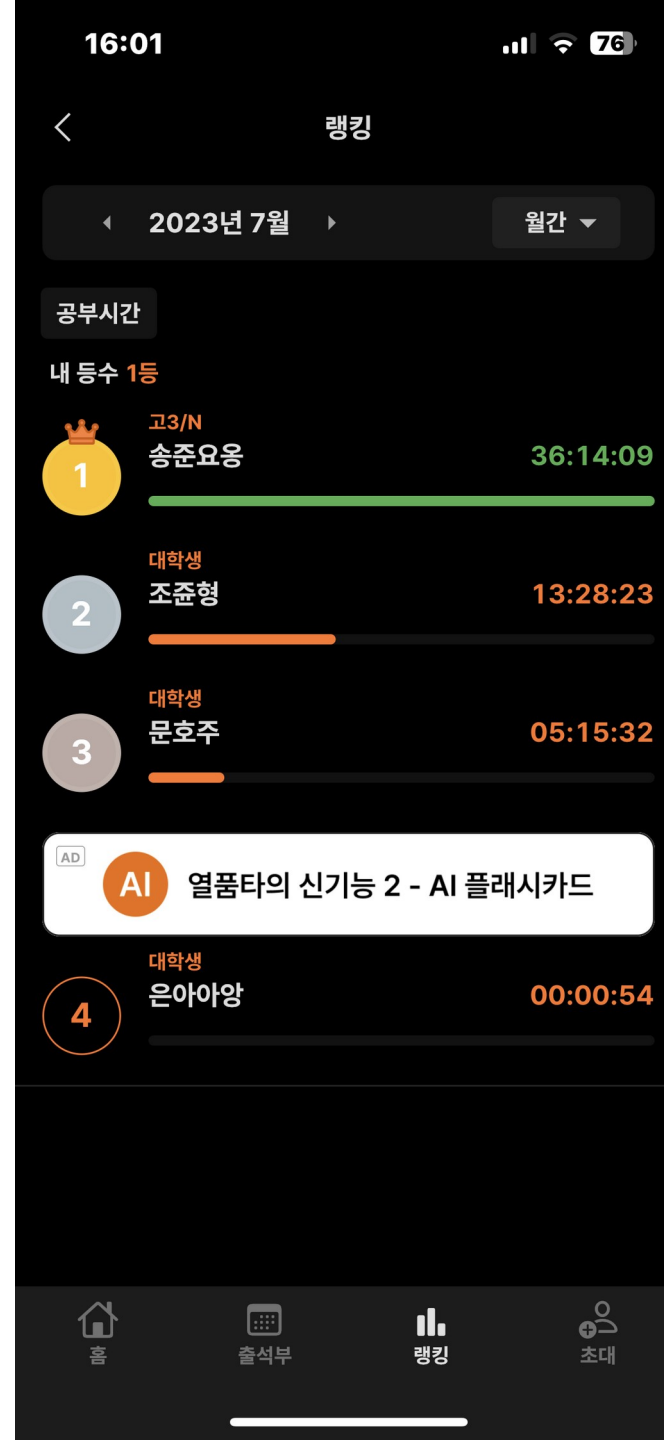 16:01
76
랭킹
2023년 7월
월간
공부시간
내 등수 1등
고3/N
1
송준요옹
36:14:09
대학생
2
조쥰형
13:28:23
대학생
3
문호주
05:15:32
AD
AI
열품타의 신기능 2 - AI 플래시카드
대학생
4
은아아앙
00:00:54
홈
출석부
랭킹
초대